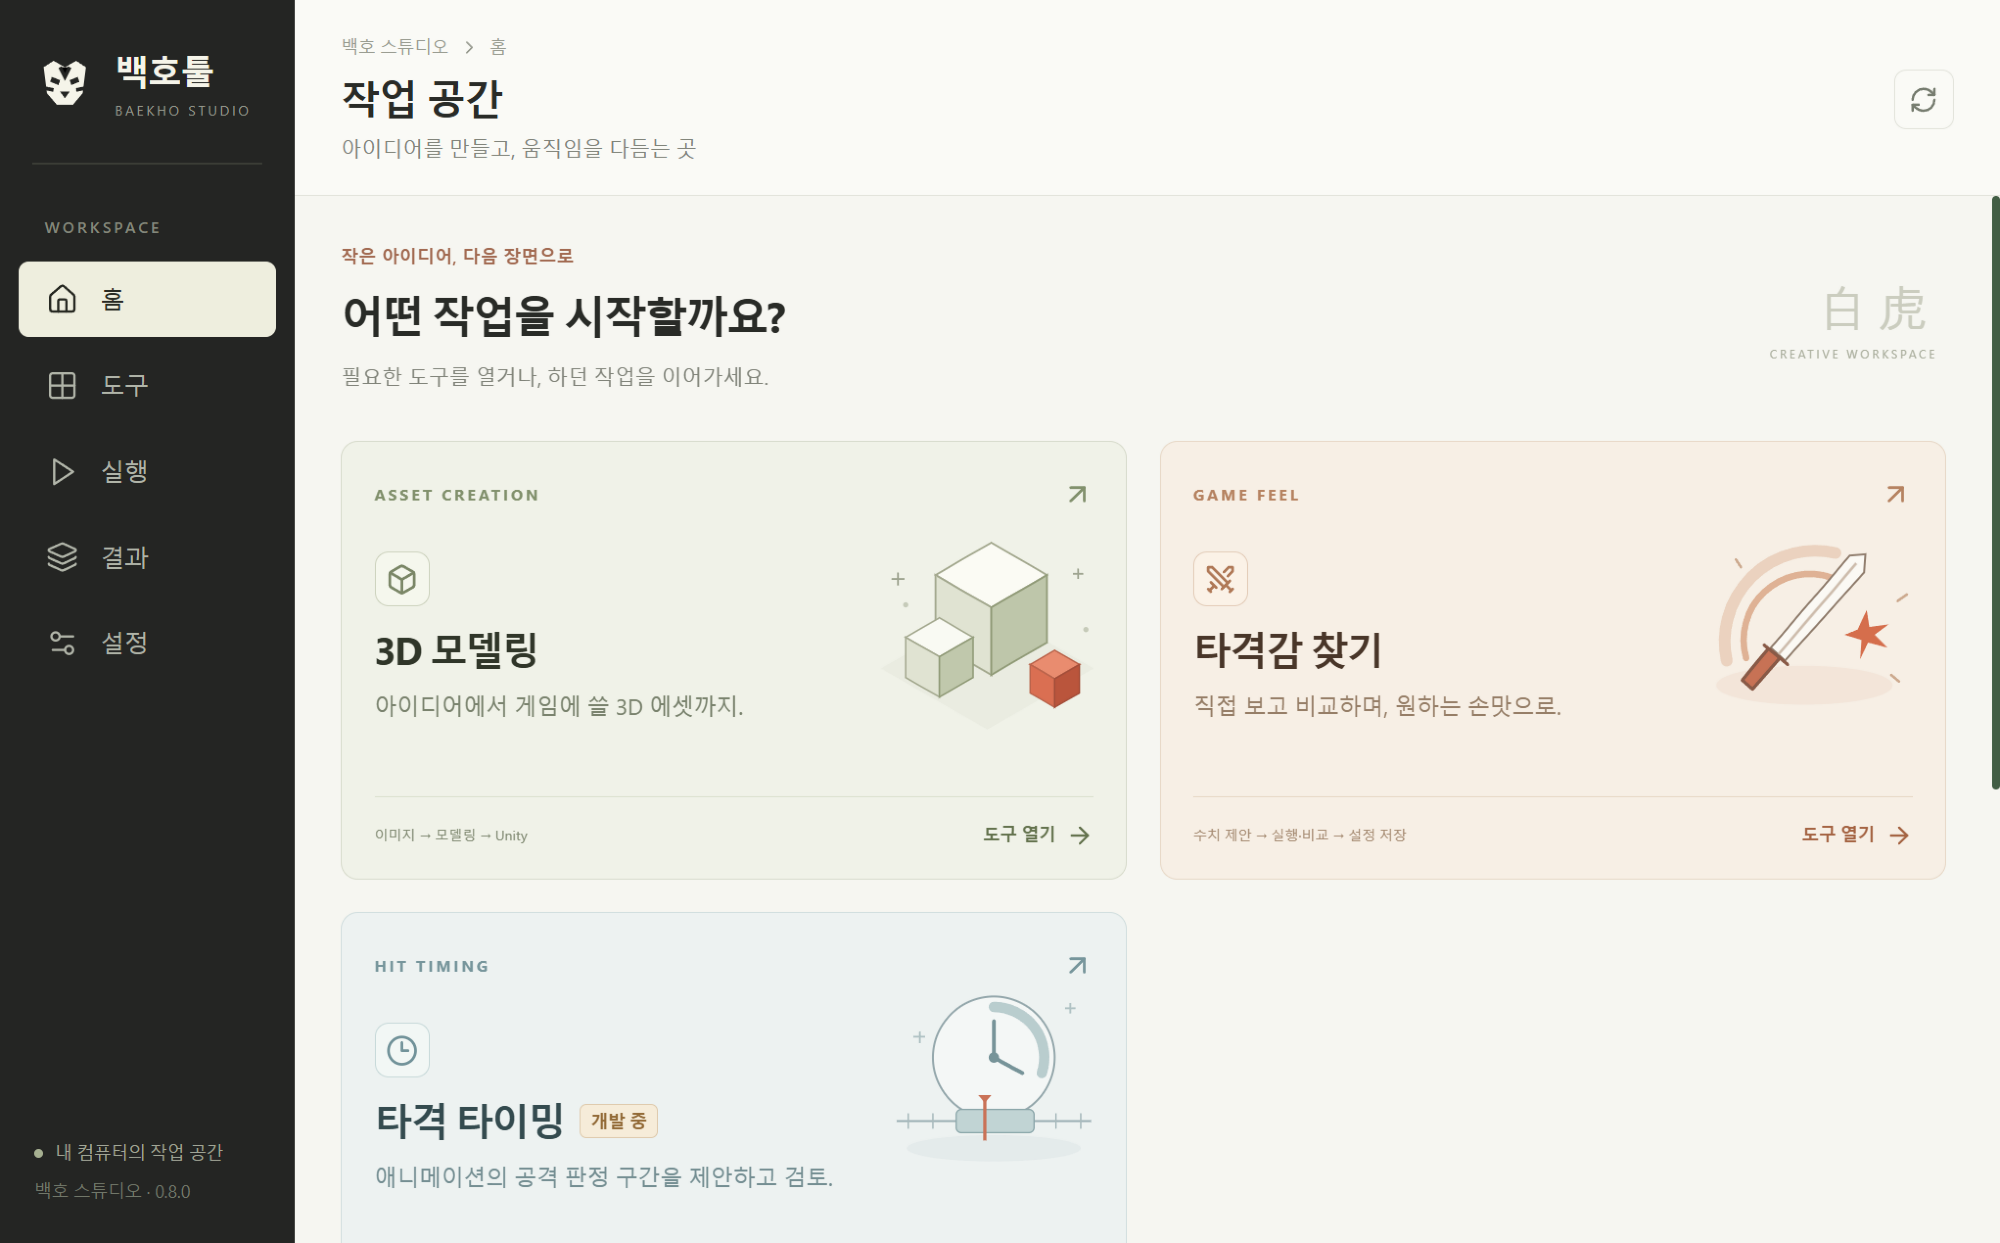 백호툴
BAEKHO STUDIO
WORKSPACE
홈
도구
실행
결과
설정
내 컴퓨터의 작업 공간
백호 스튜디오 · 0.8.0
백호 스튜디오 > 홈
작업 공간
아이디어를 만들고, 움직임을 다듬는 곳
작은 아이디어, 다음 장면으로
어떤 작업을 시작할까요?
필요한 도구를 열거나, 하던 작업을 이어가세요.
白虎
CREATIVE WORKSPACE
ASSET CREATION
3D 모델링
아이디어에서 게임에 쓸 3D 에셋까지.
이미지 → 모델링 → Unity
도구 열기 →
GAME FEEL
타격감 찾기
직접 보고 비교하며, 원하는 손맛으로.
수치 제안 → 실행·비교 → 설정 저장
도구 열기 →
HIT TIMING
타격 타이밍 개발 중
애니메이션의 공격 판정 구간을 제안하고 검토.